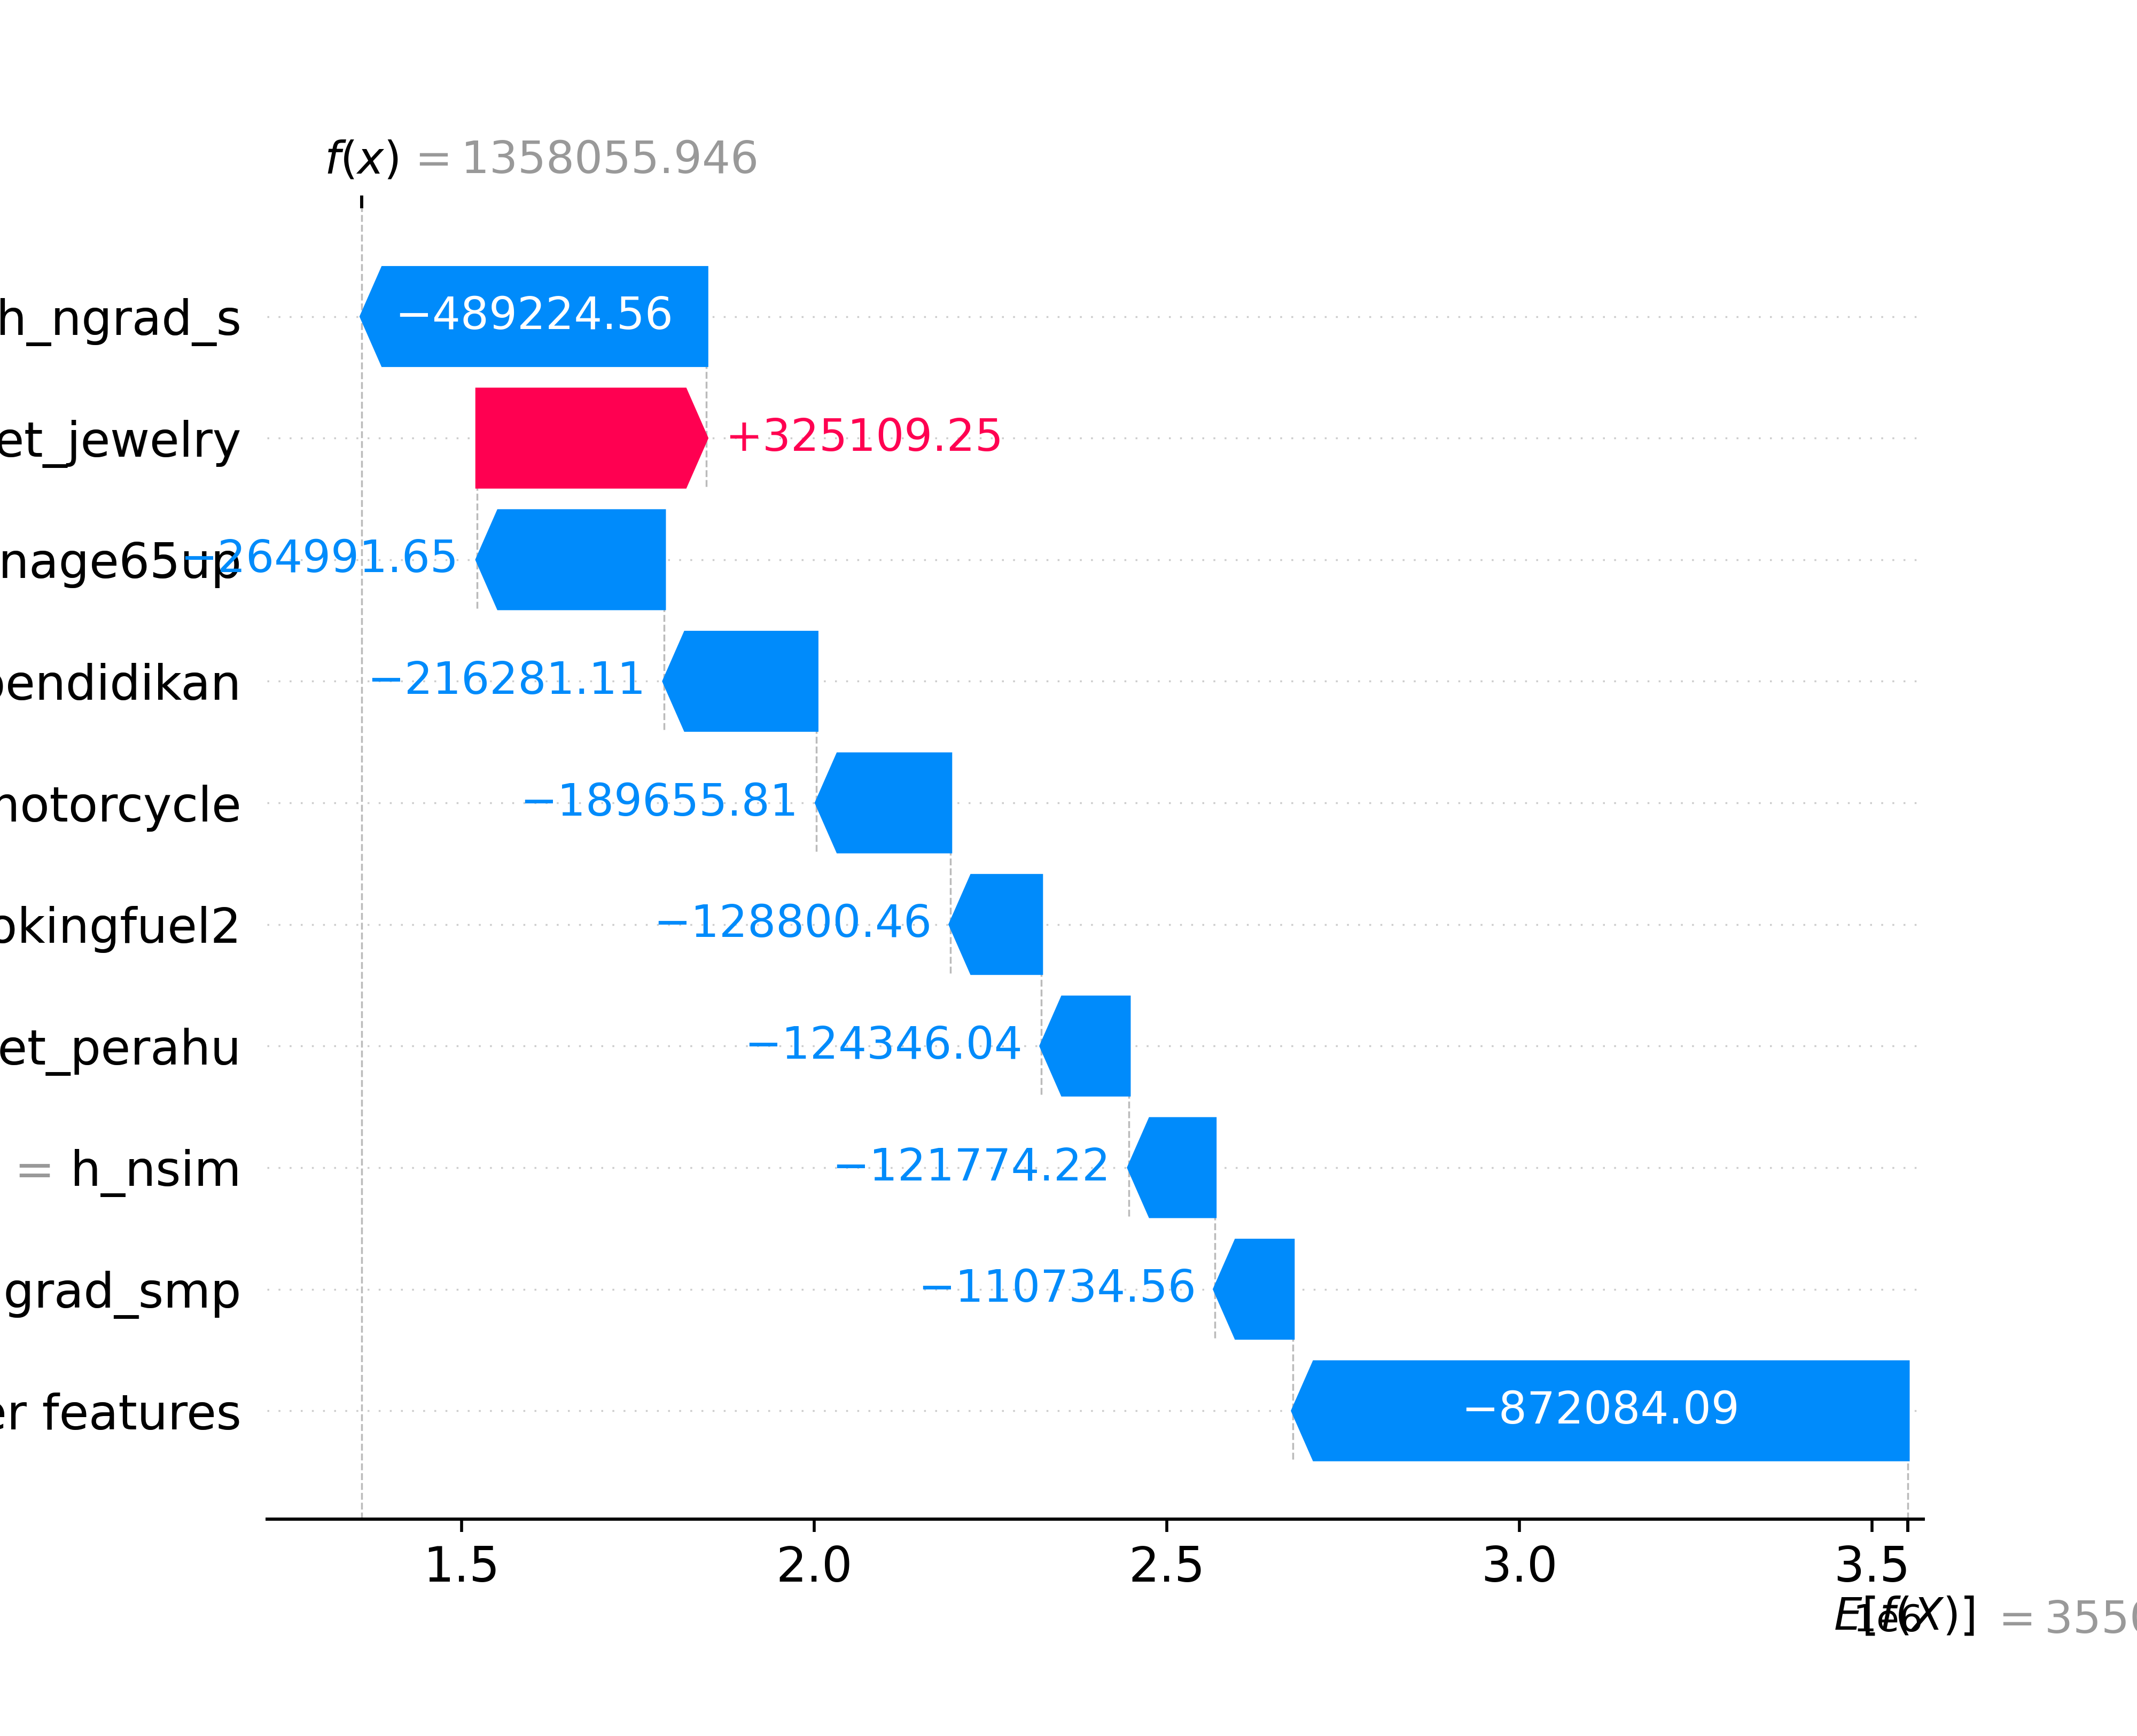 f(x) = 1358055.946
h_ngrad_s −489224.56
et_jewelry +325109.25
nage65up −264991.65
endidikan −216281.11
otorcycle −189655.81
okingfuel2 −128800.46
et_perahu −124346.04
= h_nsim −121774.22
grad_smp −110734.56
er features −872084.09
1.5 2.0 2.5 3.0 3.5
1e6
E[f(X)] = 3550